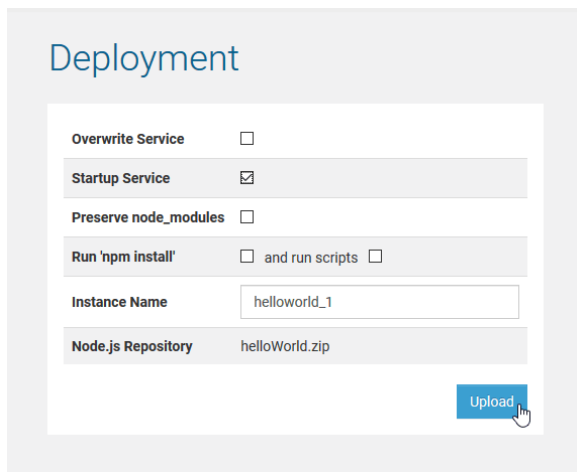 Deployment
Overwrite Service
Startup Service
Preserve node_modules
Run 'npm install' and run scripts
Instance Name helloworld_1
Node.js Repository helloWorld.zip
Upload